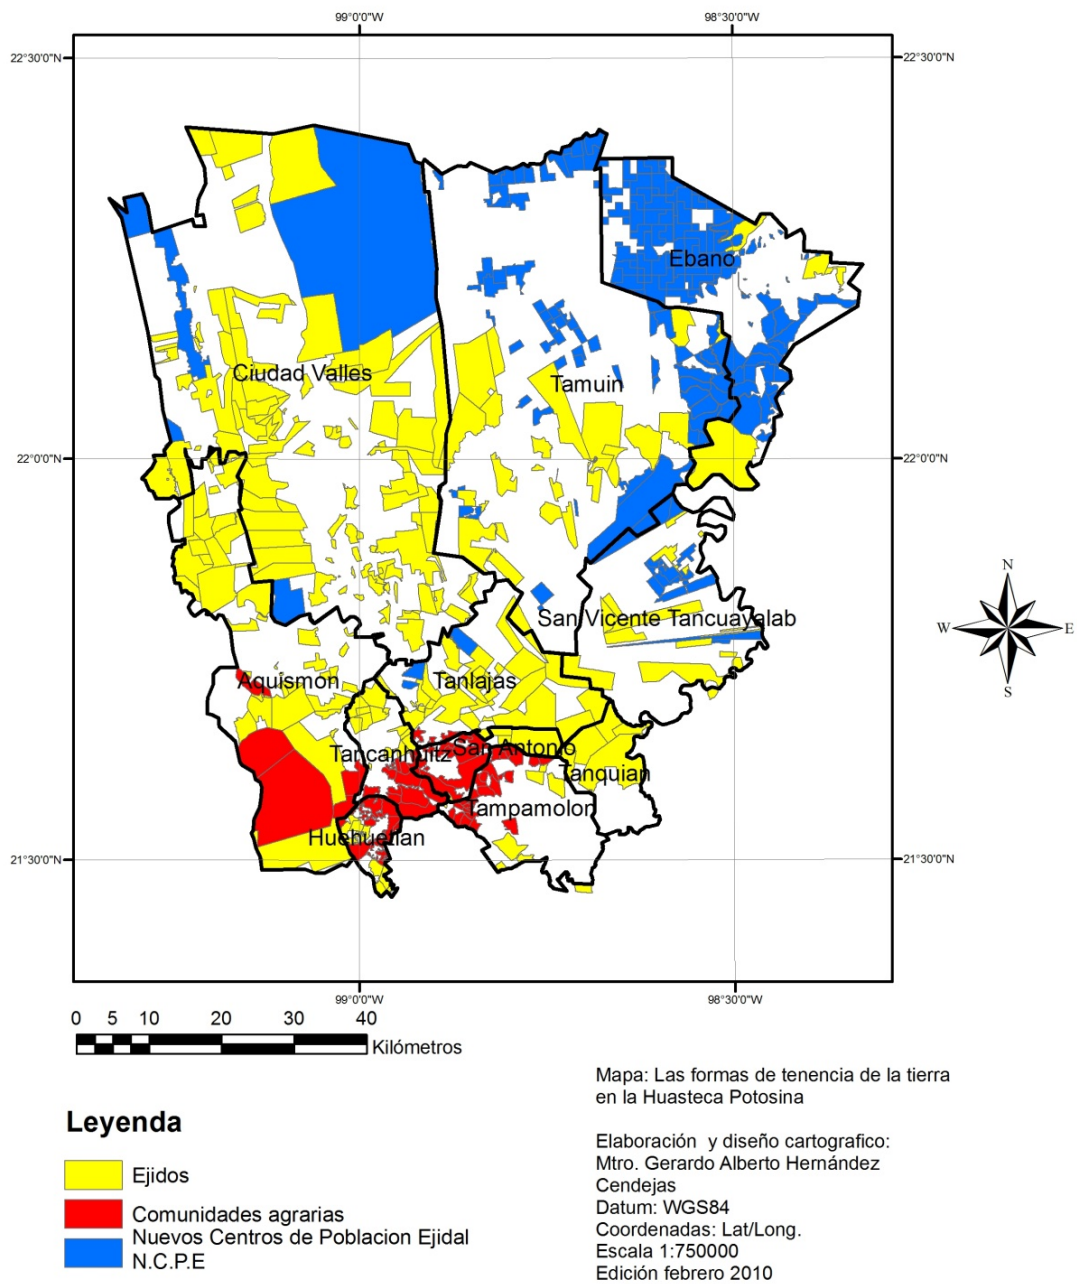 99°0'0"W
98°30'0"W
22°30'0"N
22°30'0"N
Ebano
Ciudad Valles
Tamuin
22°0'0"N
22°0'0"N
San Vicente Tancuayalab
N
W
E
S
Aquismon
Tanlajas
Tancanhuitz
San Antonio
Tanquian
Tampamolon
Huehuetlan
21°30'0"N
21°30'0"N
99°0'0"W
98°30'0"W
0 5 10 20 30 40
Kilómetros
Mapa: Las formas de tenencia de la tierra
en la Huasteca Potosina
Leyenda
Elaboración y diseño cartografico:
Mtro. Gerardo Alberto Hernández
Cendejas
Datum: WGS84
Coordenadas: Lat/Long.
Escala 1:750000
Edición febrero 2010
Ejidos
Comunidades agrarias
Nuevos Centros de Poblacion Ejidal
N.C.P.E